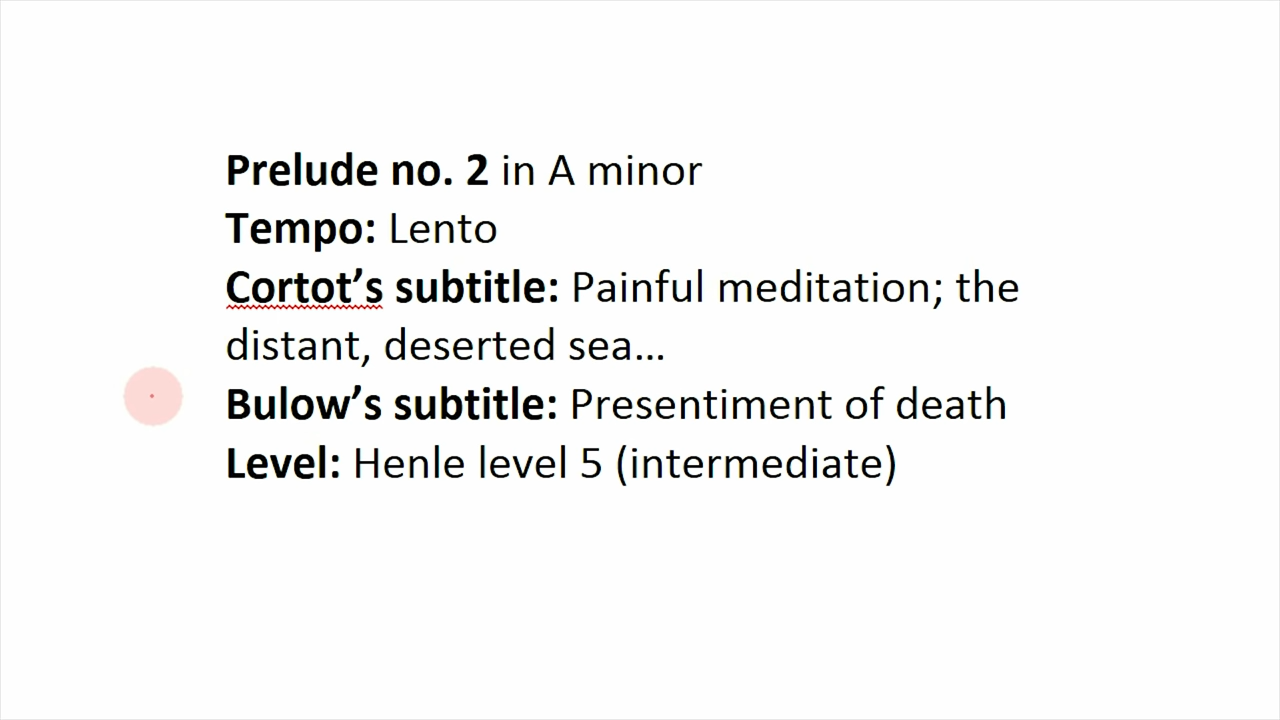 Prelude no. 2 in A minor
Tempo: Lento
Cortot’s subtitle: Painful meditation; the
distant, deserted sea…
Bulow’s subtitle: Presentiment of death
Level: Henle level 5 (intermediate)